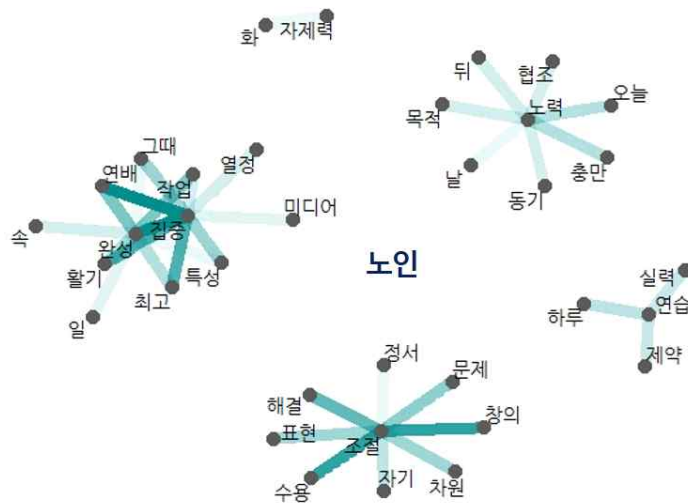 화
자제력
뒤
협조
목적
노력
오늘
날
동기
충만
그때
열정
연배
작업
미디어
속
집중
완성
활기
특성
최고
일
노인
실력
연습
하루
제약
정서
문제
해결
창의
표현
조절
수용
자기
차원